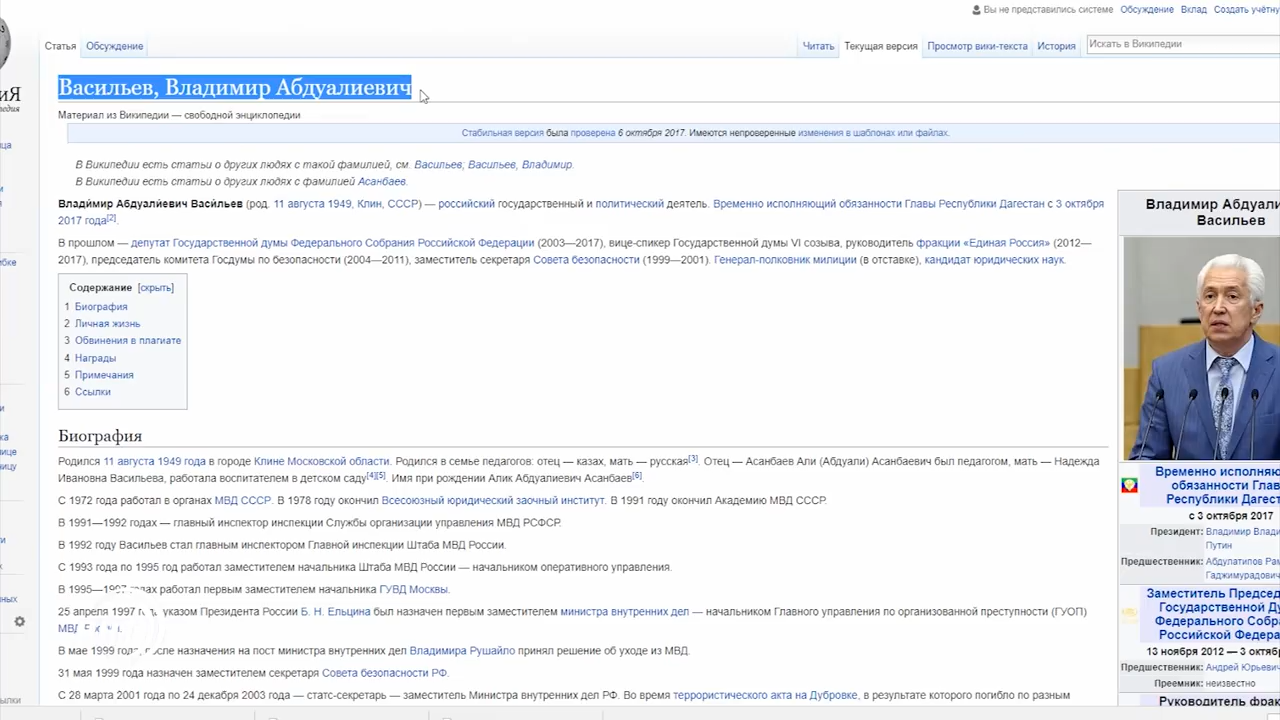 Вы не представились системе Обсуждение Вклад Создать учётну
Статья Обсуждение Читать Текущая версия Просмотр вики-текста История Искать в Википедии
Васильев, Владимир Абдуалиевич
Материал из Википедии — свободной энциклопедии
Стабильная версия была проверена 6 октября 2017. Имеются непроверенные изменения в шаблонах или файлах.
В Википедии есть статьи о других людях с такой фамилией, см. Васильев, Васильев, Владимир.
В Википедии есть статьи о других людях с фамилией Асанбаев.
Влади́мир Абдуали́евич Васи́льев (род. 11 августа 1949, Клин, СССР) — российский государственный и политический деятель. Временно исполняющий обязанности Главы Республики Дагестан с 3 октября
2017 года[2].
В прошлом — депутат Государственной думы Федерального Собрания Российской Федерации (2003—2017), вице-спикер Государственной думы VI созыва, руководитель фракции «Единая Россия» (2012—
2017), председатель комитета Госдумы по безопасности (2004—2011), заместитель секретаря Совета безопасности (1999—2001). Генерал-полковник милиции (в отставке), кандидат юридических наук.
Содержание [скрыть]
1 Биография
2 Личная жизнь
3 Обвинения в плагиате
4 Награды
5 Примечания
6 Ссылки
Биография
Родился 11 августа 1949 года в городе Клине Московской области. Родился в семье педагогов: отец — казах, мать — русская[3]. Отец — Асанбаев Али (Абдуали) Асанбаевич был педагогом, мать — Надежда
Ивановна Васильева, работала воспитателем в детском саду[4][5]. Имя при рождении Алик Абдуалиевич Асанбаев[6].
С 1972 года работал в органах МВД СССР. В 1978 году окончил Всесоюзный юридический заочный институт. В 1991 году окончил Академию МВД СССР.
В 1991—1992 годах — главный инспектор инспекции Службы организации управления МВД РСФСР.
В 1992 году Васильев стал главным инспектором Главной инспекции Штаба МВД России.
С 1993 года по 1995 год работал заместителем начальника Штаба МВД России — начальником оперативного управления.
В 1995—1997 годах работал первым заместителем начальника ГУВД Москвы.
25 апреля 1997 указом Президента России Б. Н. Ельцина был назначен первым заместителем министра внутренних дел — начальником Главного управления по организованной преступности (ГУОП)
МВД
В мае 1999 года, после назначения на пост министра внутренних дел Владимира Рушайло принял решение об уходе из МВД.
31 мая 1999 года назначен заместителем секретаря Совета безопасности РФ.
С 28 марта 2001 года по 24 декабря 2003 года — статс-секретарь — заместитель Министра внутренних дел РФ. Во время террористического акта на Дубровке, в результате которого погибло по разным
Владимир Абдуали
Васильев
Временно исполняю
обязанности Глав
Республики Дагест
с 3 октября 2017
Президент: Владимир Влади
Путин
Предшественник: Абдулатипов Рам
Гаджимурадович
Заместитель Председ
Государственной Ду
Федерального Собра
Российской Федера
13 ноября 2012 — 3 октяб
Предшественник: Андрей Юрьевич
Преемник: неизвестно
Руководитель фрак